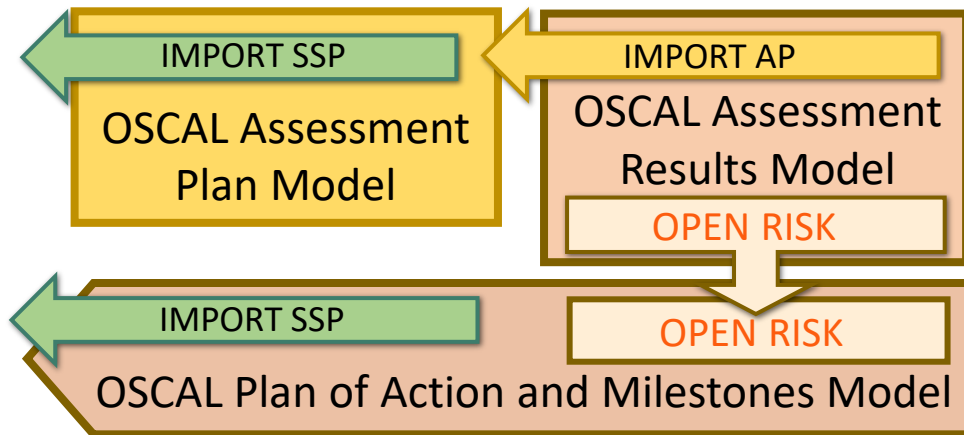 IMPORT SSP
OSCAL Assessment
Plan Model
IMPORT AP
OSCAL Assessment
Results Model
OPEN RISK
IMPORT SSP
OPEN RISK
OSCAL Plan of Action and Milestones Model